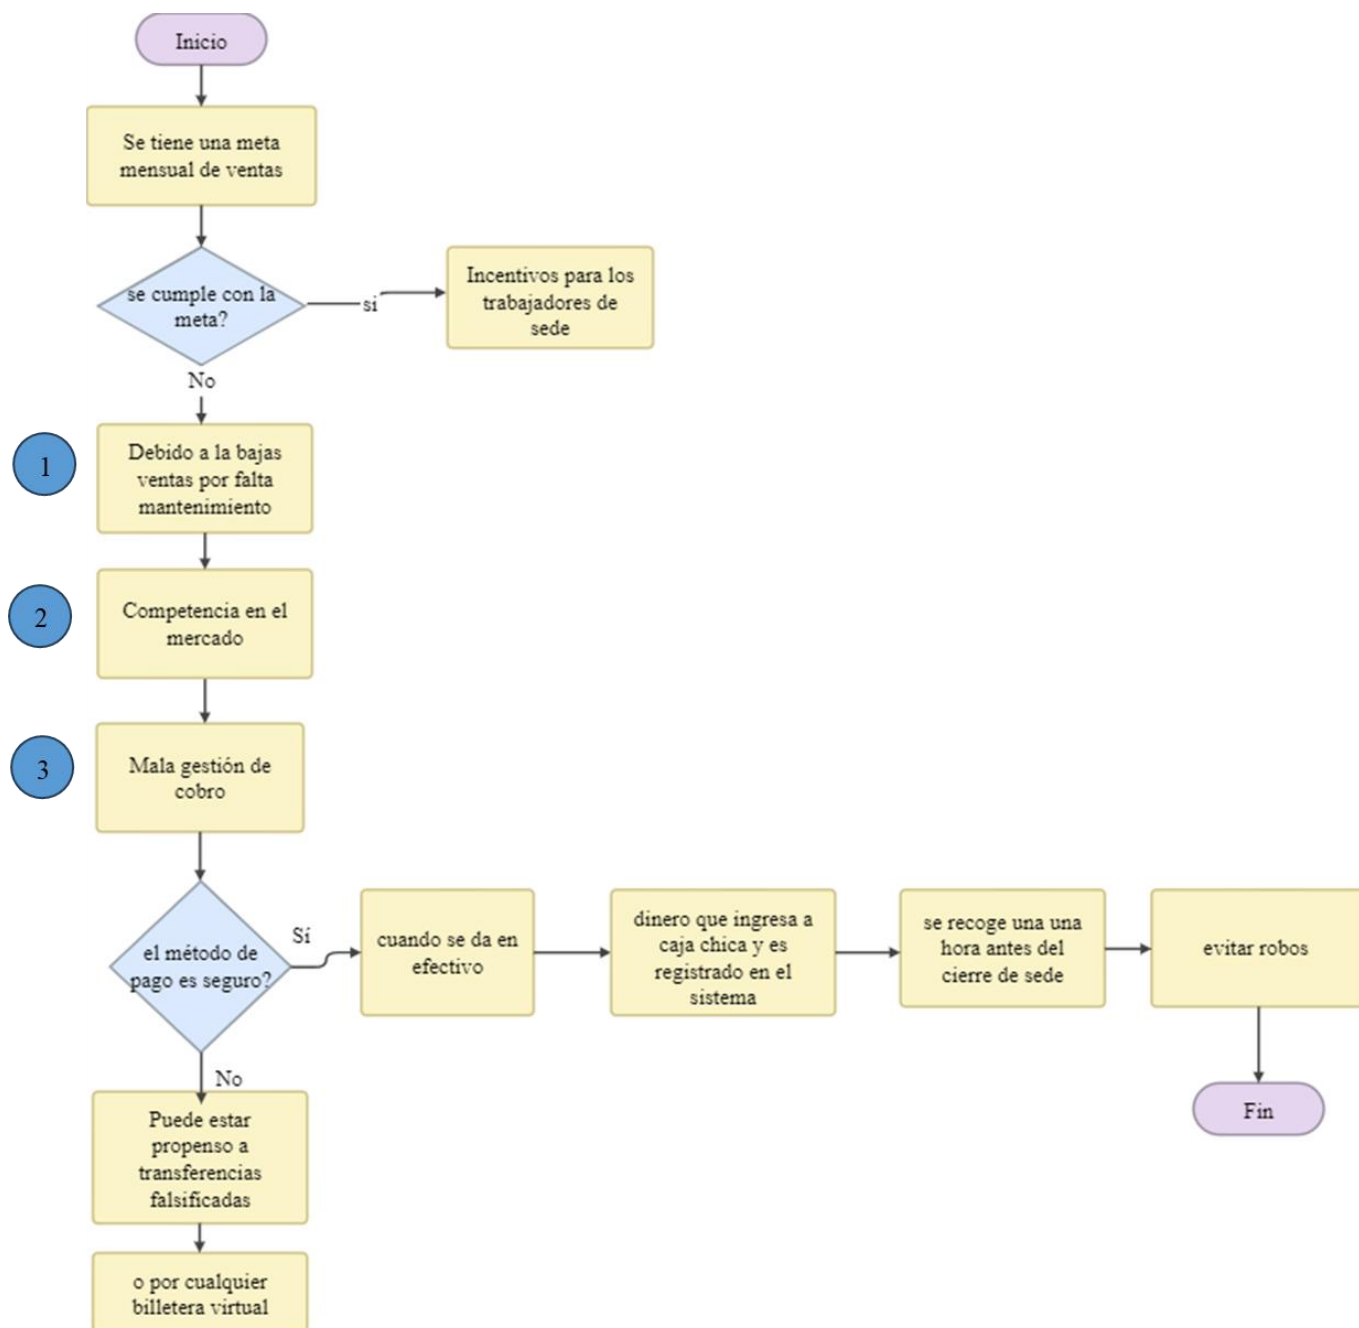 Inicio
Se tiene una meta
mensual de ventas
se cumple con la
meta?
si
Incentivos para los
trabajadores de
sede
No
1
Debido a la bajas
ventas por falta
mantenimiento
2
Competencia en el
mercado
3
Mala gestión de
cobro
el método de
pago es seguro?
Sí
cuando se da en
efectivo
dinero que ingresa a
caja chica y es
registrado en el
sistema
se recoge una una
hora antes del
cierre de sede
evitar robos
Fin
No
Puede estar
propenso a
transferencias
falsificadas
o por cualquier
billetera virtual